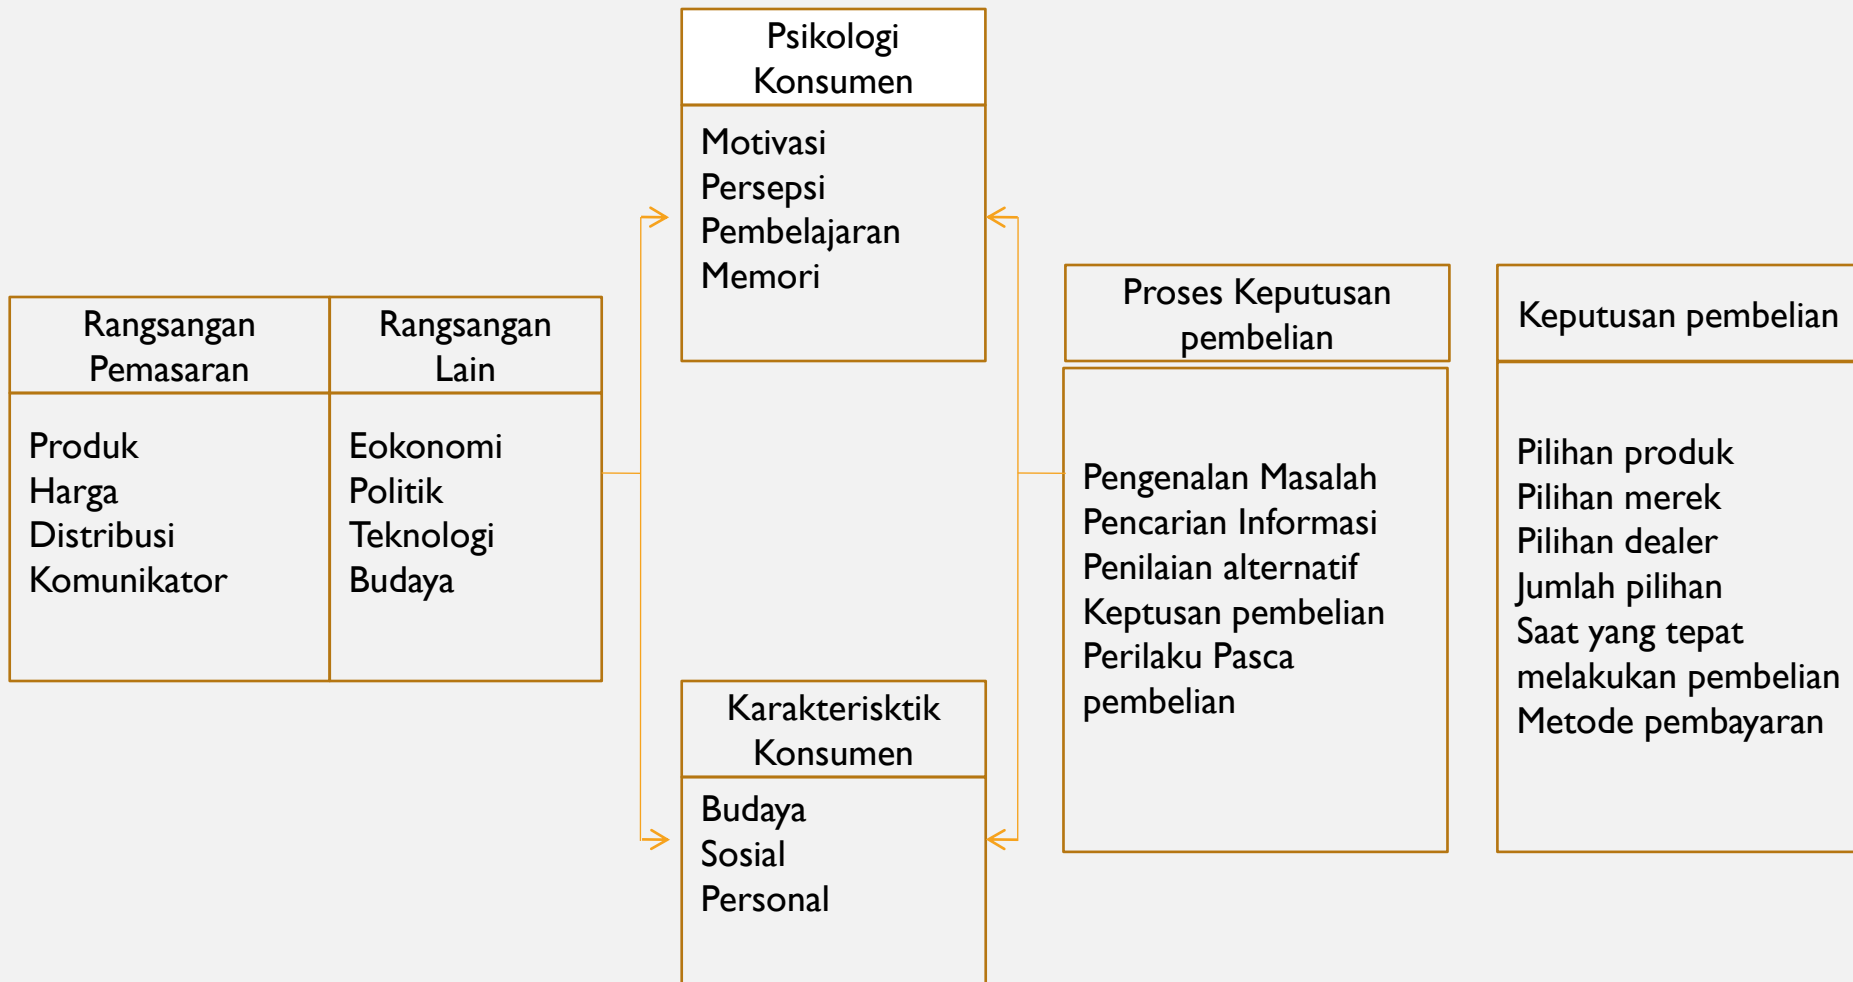 Psikologi
Konsumen
Motivasi
Persepsi
Pembelajaran
Memori
Rangsangan
Pemasaran
Produk
Harga
Distribusi
Komunikator
Rangsangan
Lain
Eokonomi
Politik
Teknologi
Budaya
Karakterisktik
Konsumen
Budaya
Sosial
Personal
Proses Keputusan
pembelian
Pengenalan Masalah
Pencarian Informasi
Penilaian alternatif
Keptusan pembelian
Perilaku Pasca
pembelian
Keputusan pembelian
Pilihan produk
Pilihan merek
Pilihan dealer
Jumlah pilihan
Saat yang tepat
melakukan pembelian
Metode pembayaran